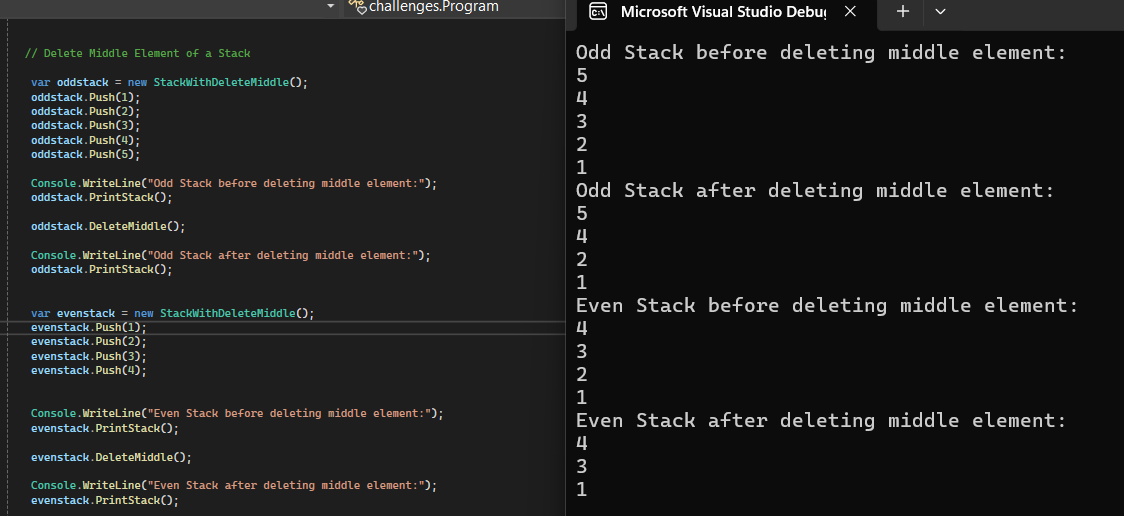 challenges.Program
// Delete Middle Element of a Stack
var oddstack = new StackWithDeleteMiddle();
oddstack.Push(1);
oddstack.Push(2);
oddstack.Push(3);
oddstack.Push(4);
oddstack.Push(5);
Console.WriteLine("Odd Stack before deleting middle element:");
oddstack.PrintStack();
oddstack.DeleteMiddle();
Console.WriteLine("Odd Stack after deleting middle element:");
oddstack.PrintStack();
var evenstack = new StackWithDeleteMiddle();
evenstack.Push(1);
evenstack.Push(2);
evenstack.Push(3);
evenstack.Push(4);
Console.WriteLine("Even Stack before deleting middle element:");
evenstack.PrintStack();
evenstack.DeleteMiddle();
Console.WriteLine("Even Stack after deleting middle element:");
evenstack.PrintStack();
Microsoft Visual Studio Debu
Odd Stack before deleting middle element:
5
4
3
2
1
Odd Stack after deleting middle element:
5
4
2
1
Even Stack before deleting middle element:
4
3
2
1
Even Stack after deleting middle element:
4
3
1